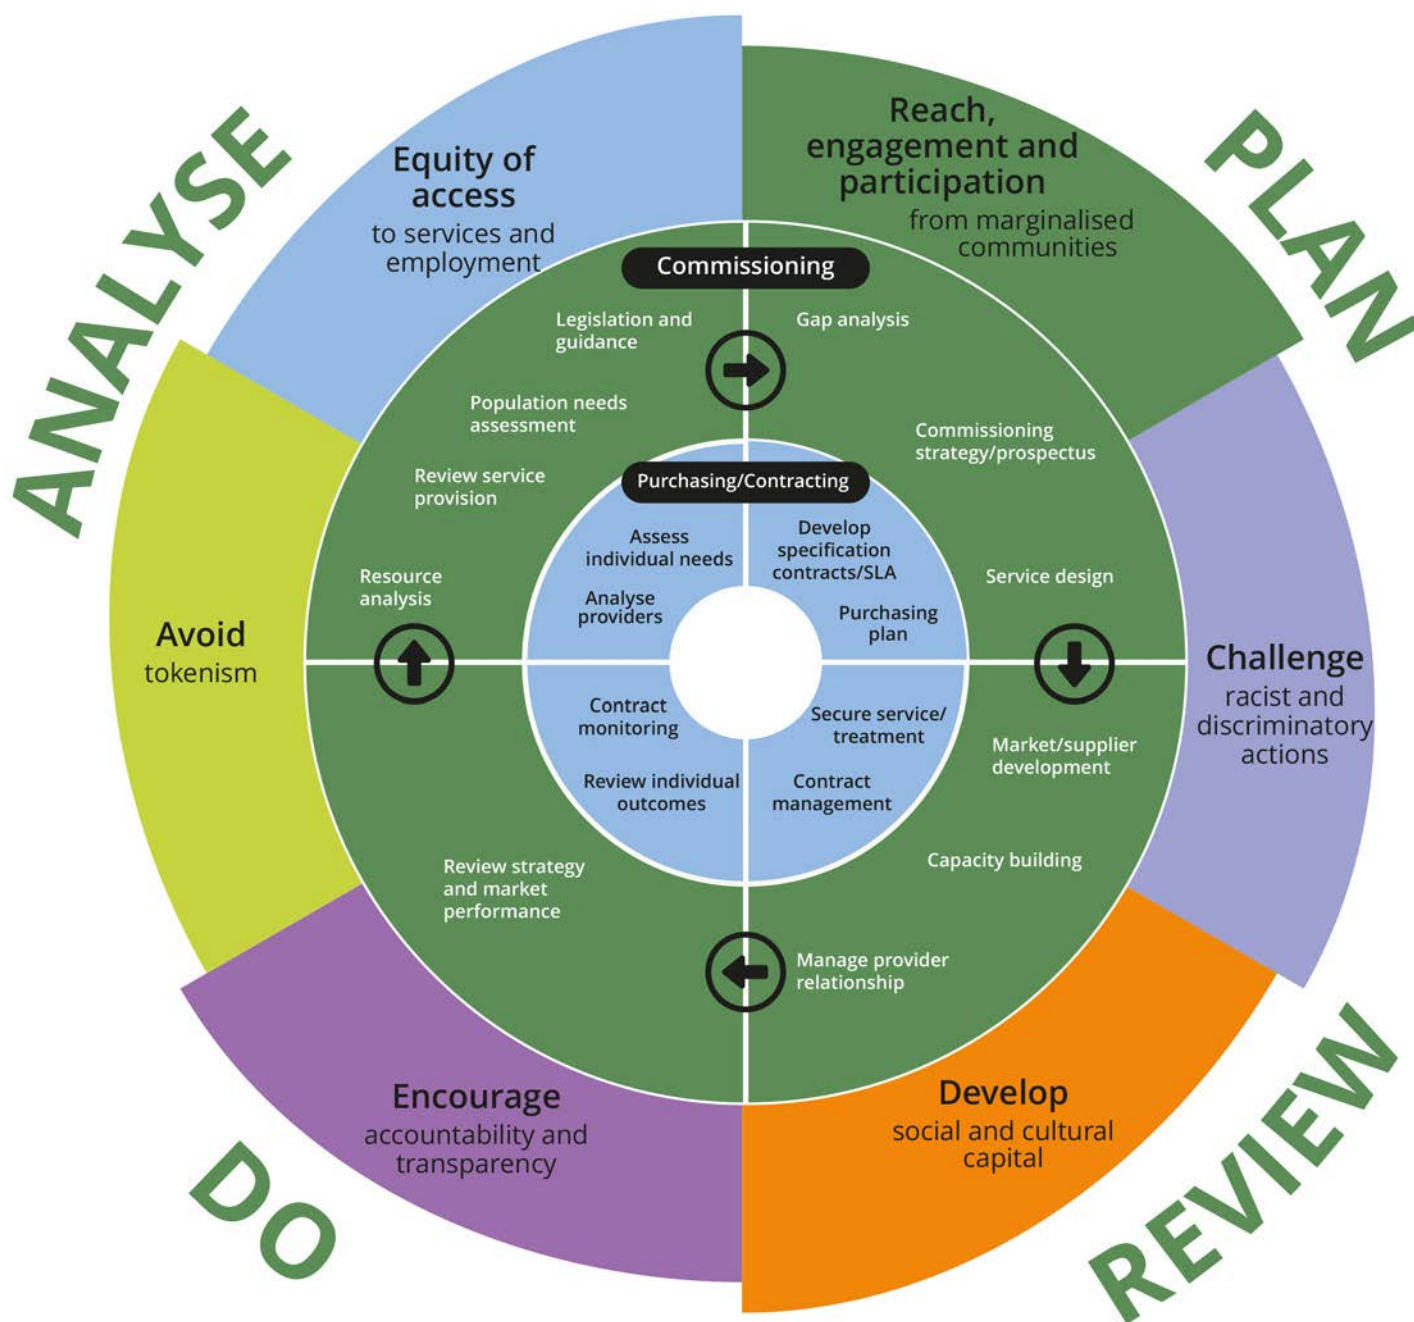 ANALYSE
PLAN
Equity of
access
to services and
employment
Reach,
engagement and
participation
from marginalised
communities
Challenge
racist and
discriminatory
actions
Develop
social and cultural
capital
Encourage
accountability and
transparency
Avoid
tokenism
Commissioning
Legislation and
guidance
Population needs
assessment
Review service
provision
Resource
analysis
Gap analysis
Commissioning
strategy/prospectus
Service design
Market/supplier
development
Capacity building
Manage provider
relationship
Review strategy
and market
performance
Purchasing/Contracting
Assess
individual needs
Analyse
providers
Develop
specification
contracts/SLA
Purchasing
plan
Secure service/
treatment
Contract
management
Contract
monitoring
Review individual
outcomes
DO
REVIEW